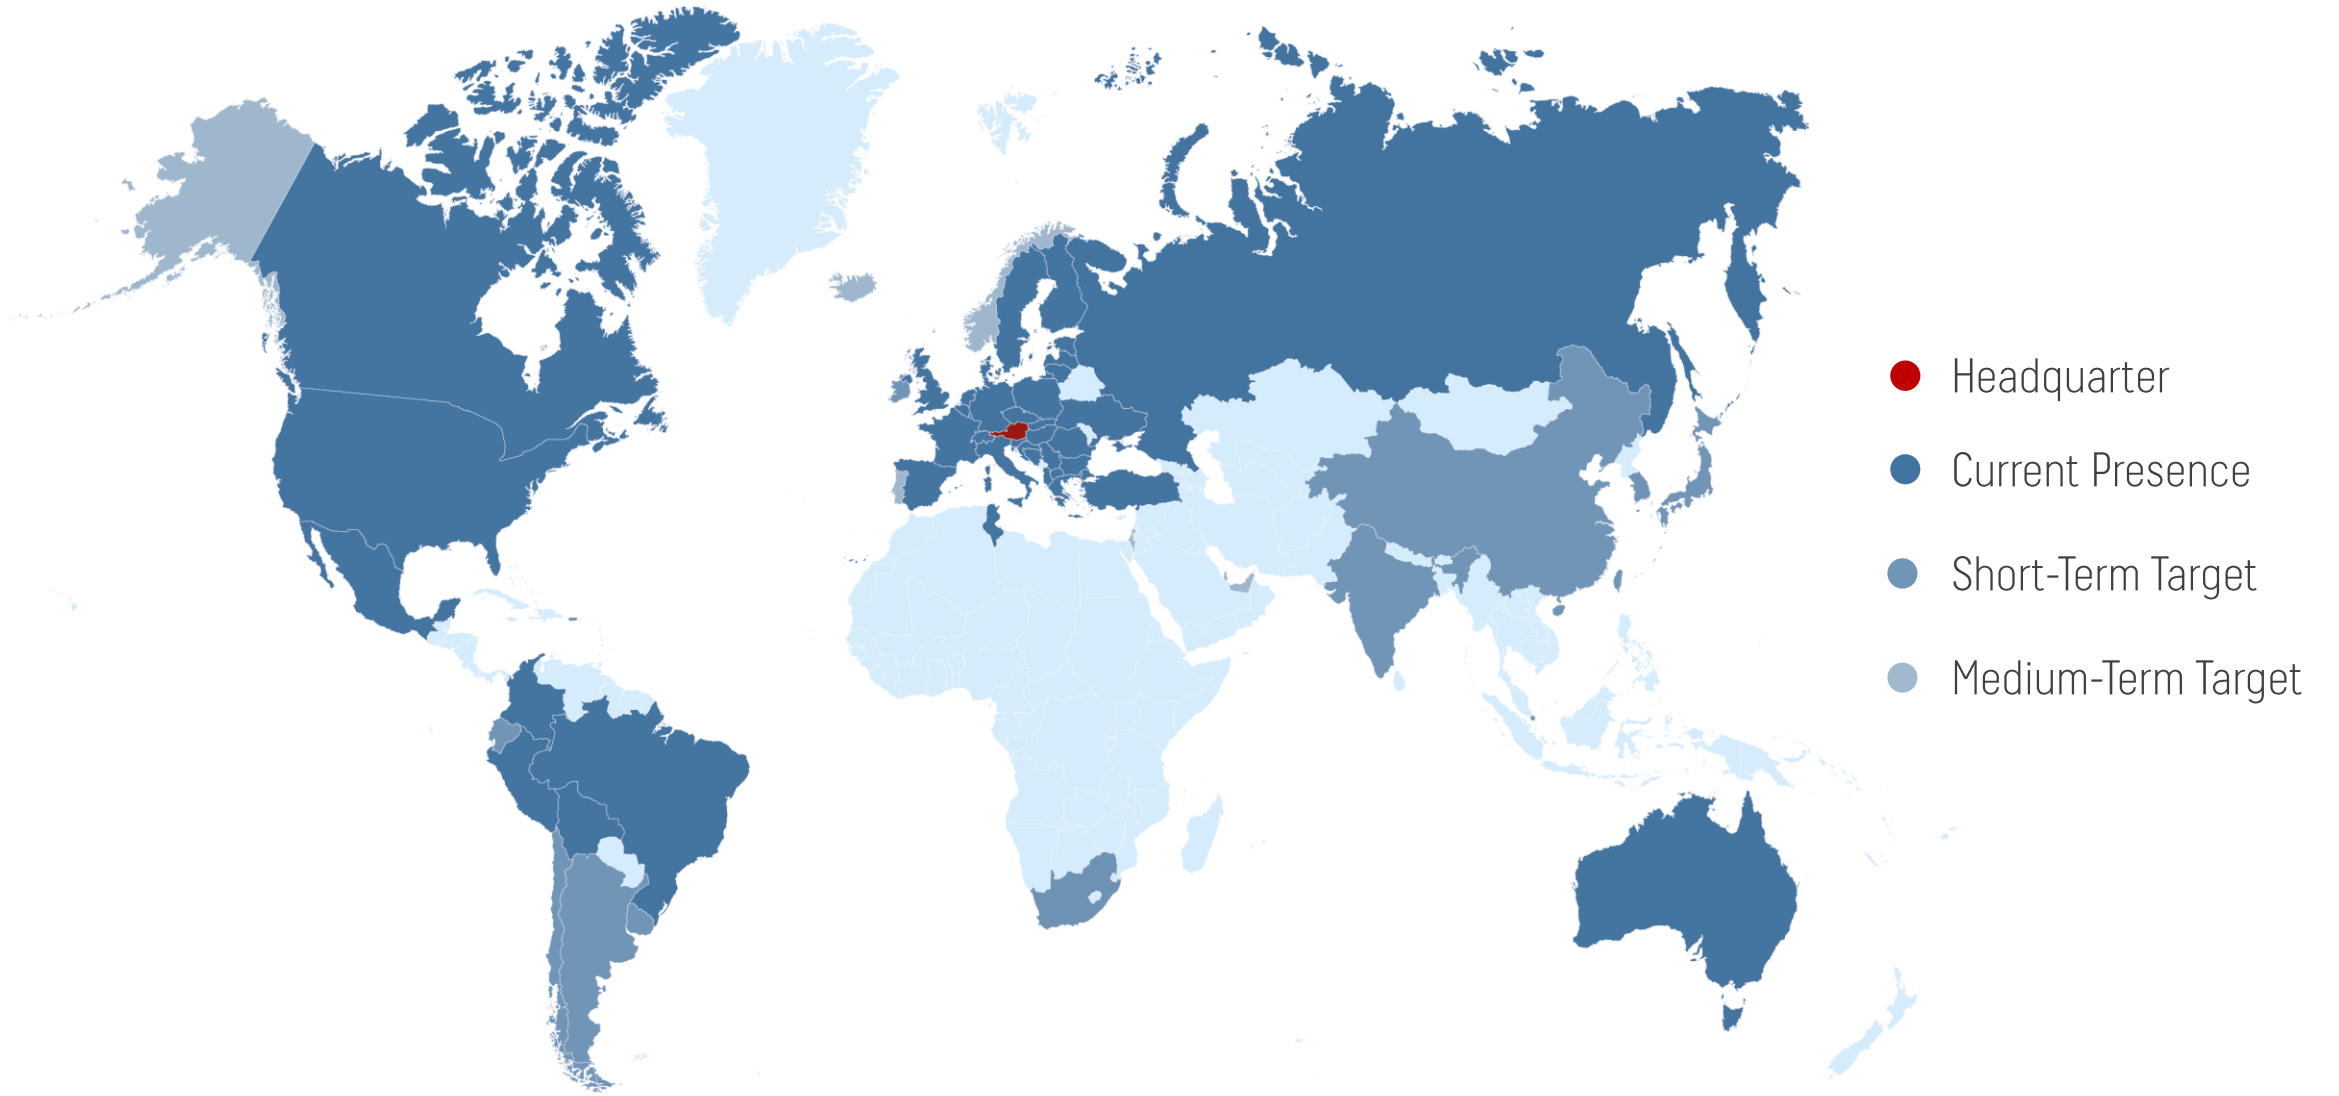 Headquarter
Current Presence
Short-Term Target
Medium-Term Target